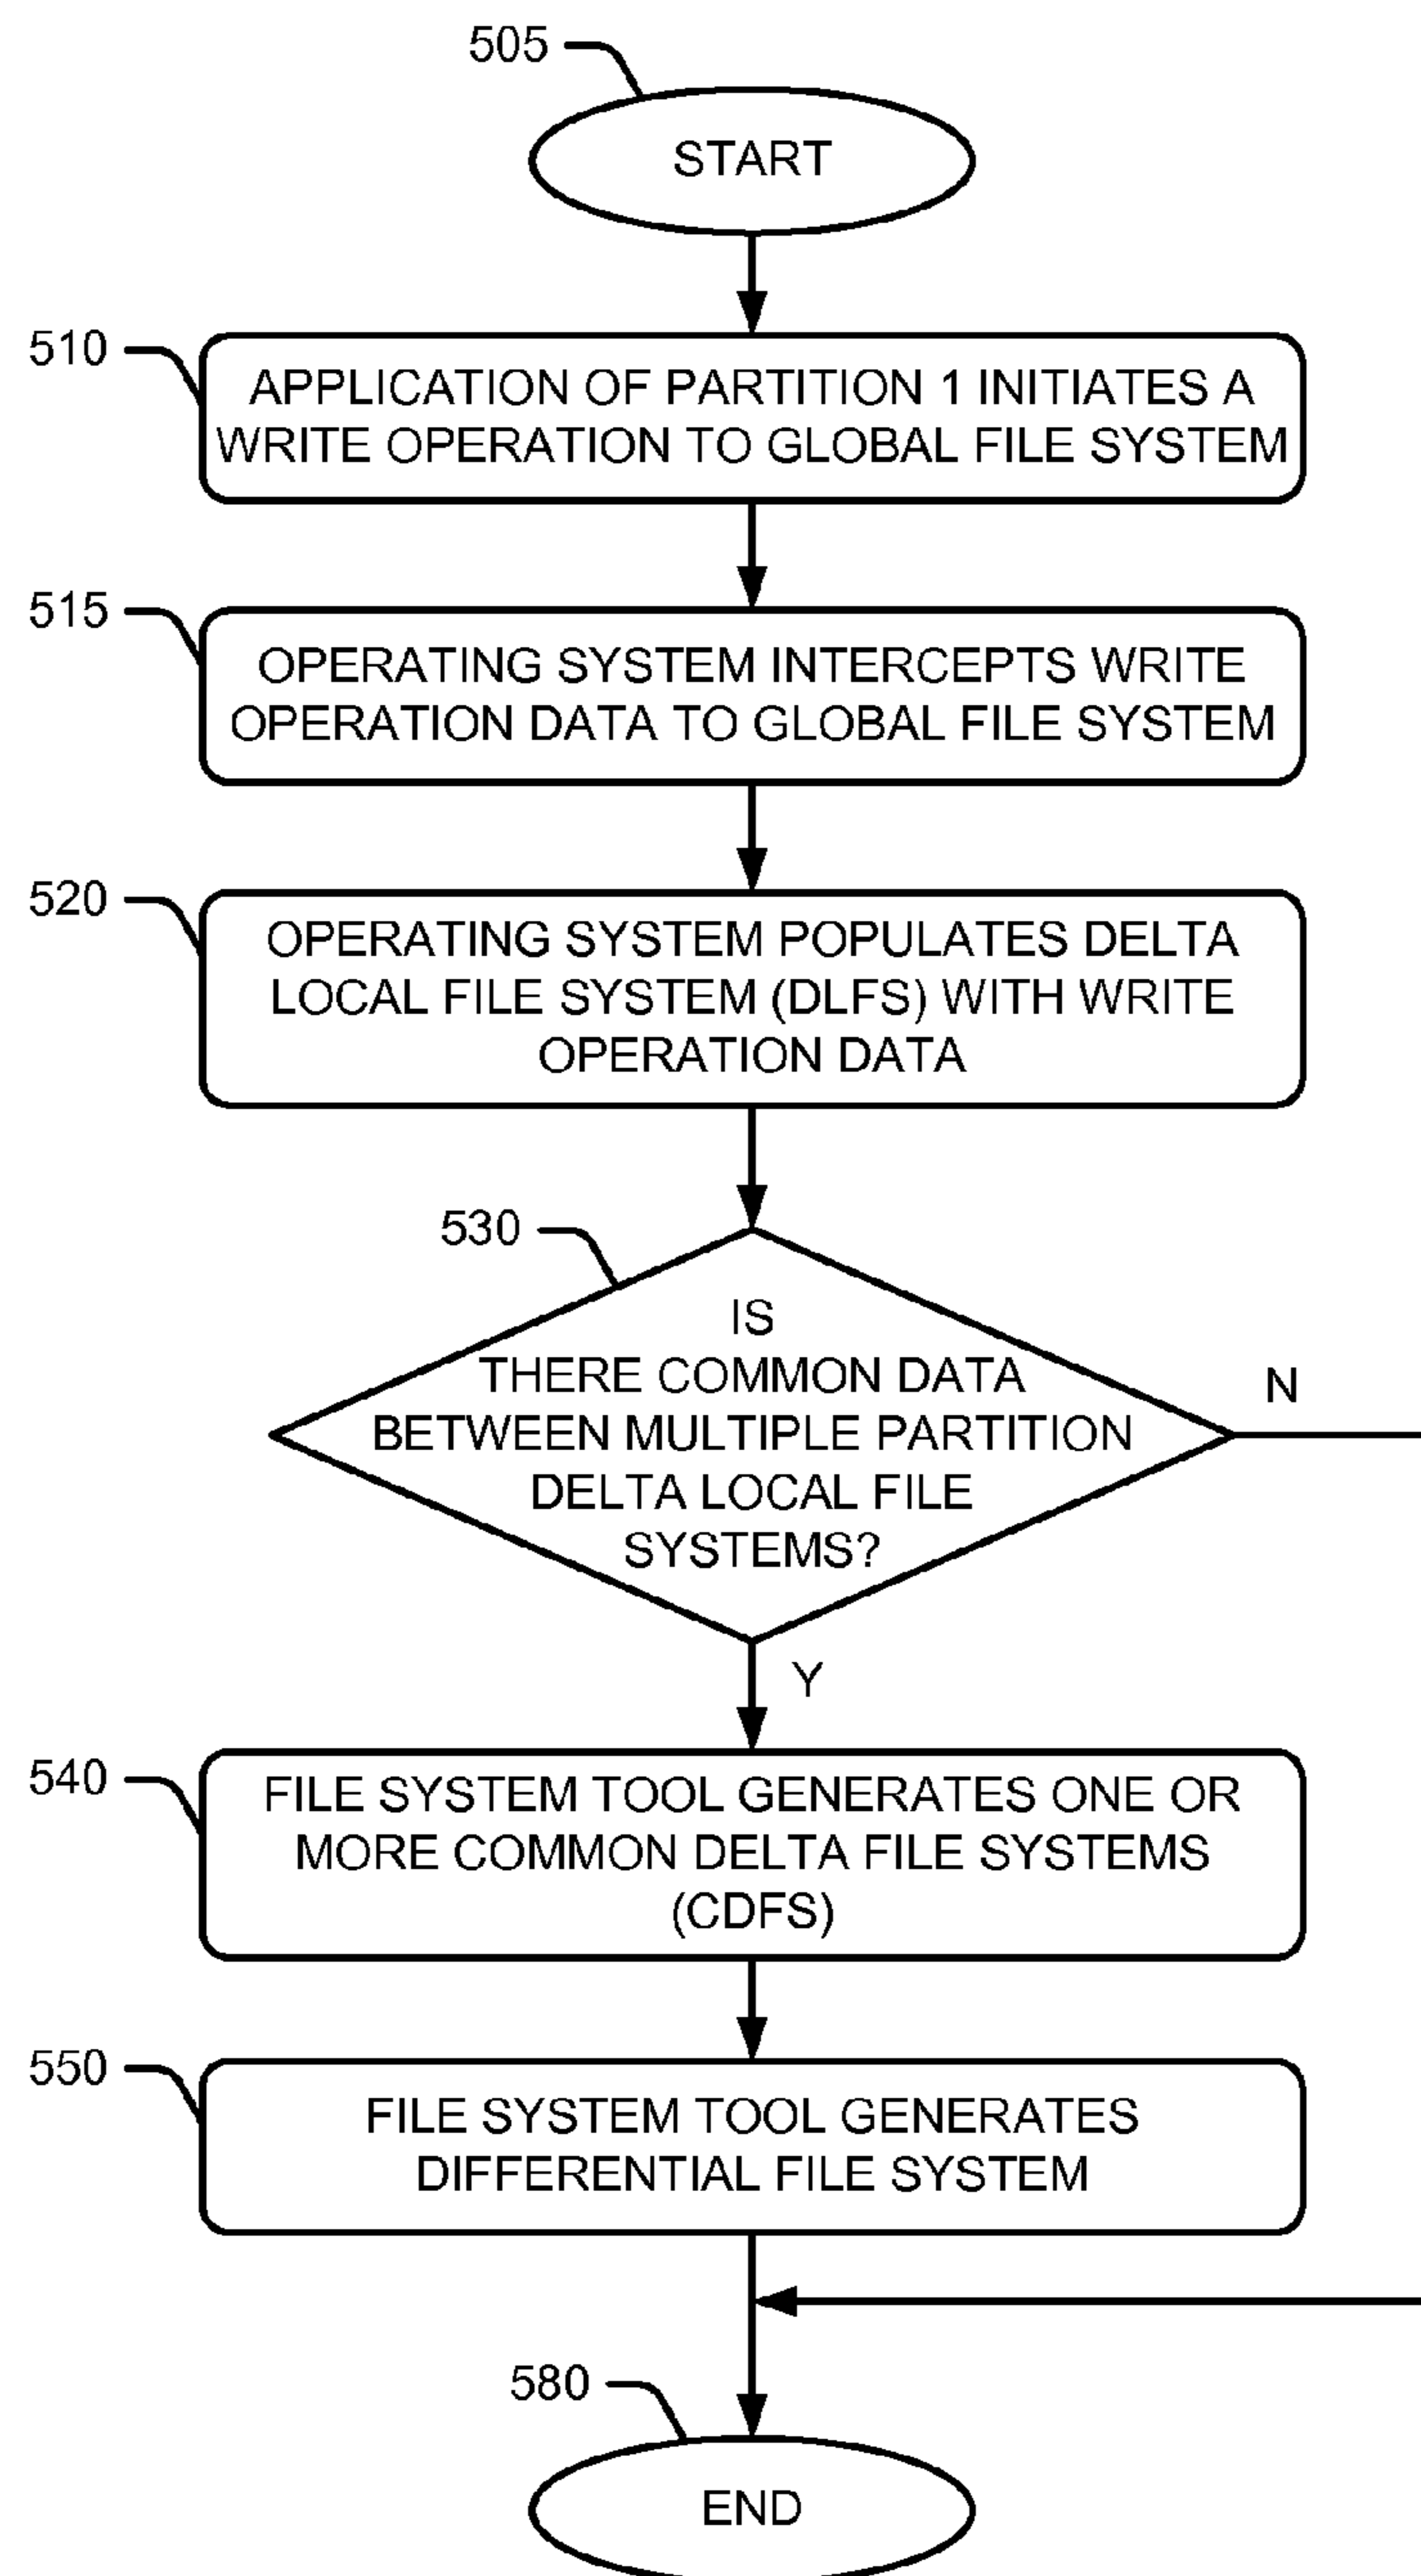 505
START
510
APPLICATION OF PARTITION 1 INITIATES A
WRITE OPERATION TO GLOBAL FILE SYSTEM
515
OPERATING SYSTEM INTERCEPTS WRITE
OPERATION DATA TO GLOBAL FILE SYSTEM
520
OPERATING SYSTEM POPULATES DELTA
LOCAL FILE SYSTEM (DLFS) WITH WRITE
OPERATION DATA
530
IS
THERE COMMON DATA
BETWEEN MULTIPLE PARTITION
DELTA LOCAL FILE
SYSTEMS?
N
Y
540
FILE SYSTEM TOOL GENERATES ONE OR
MORE COMMON DELTA FILE SYSTEMS
(CDFS)
550
FILE SYSTEM TOOL GENERATES
DIFFERENTIAL FILE SYSTEM
580
END